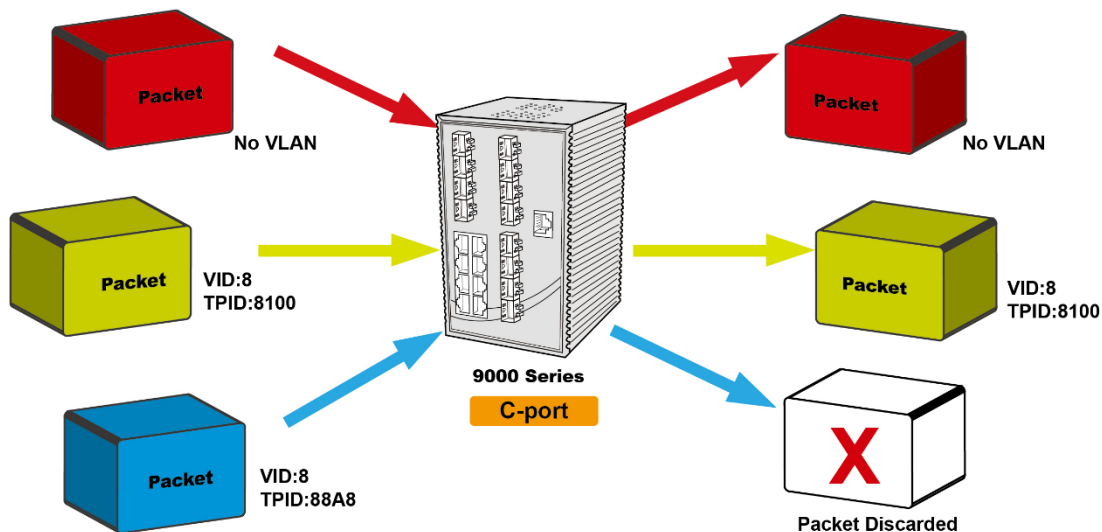 Packet
No VLAN
Packet
No VLAN
Packet
VID:8
TPID:8100
Packet
VID:8
TPID:8100
9000 Series
C-port
Packet
VID:8
TPID:88A8
X
Packet Discarded